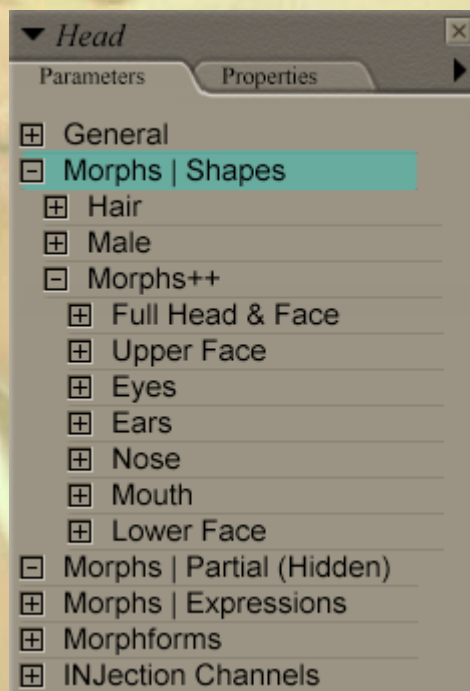 Head
Parameters Properties
General
Morphs | Shapes
Hair
Male
Morphs++
Full Head & Face
Upper Face
Eyes
Ears
Nose
Mouth
Lower Face
Morphs | Partial (Hidden)
Morphs | Expressions
Morphforms
INJection Channels